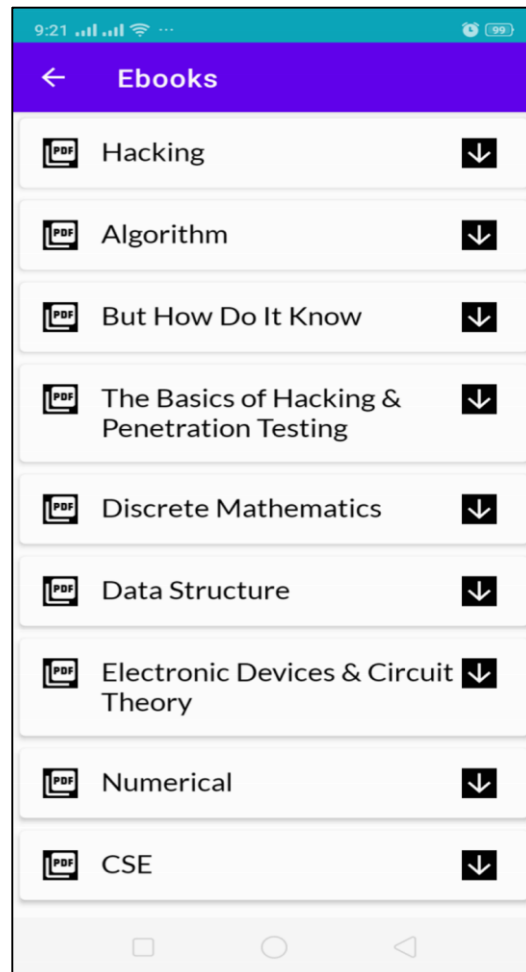 9:21 ... 99
Ebooks
PDF Hacking
PDF Algorithm
PDF But How Do It Know
PDF The Basics of Hacking &
Penetration Testing
PDF Discrete Mathematics
PDF Data Structure
PDF Electronic Devices & Circuit
Theory
PDF Numerical
PDF CSE